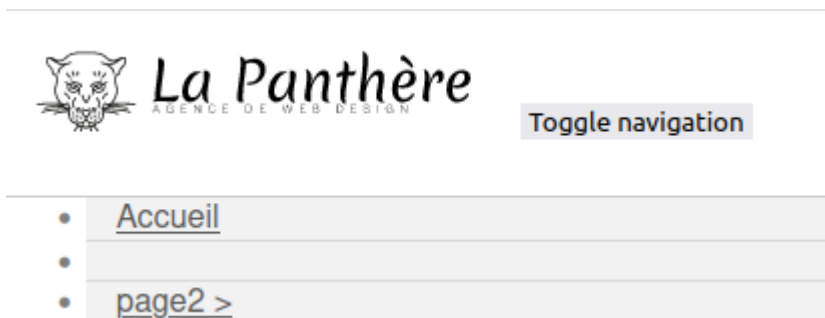 La Panthère
AGENCE DE WEB DESIGN
Toggle navigation
Accueil
page2 >